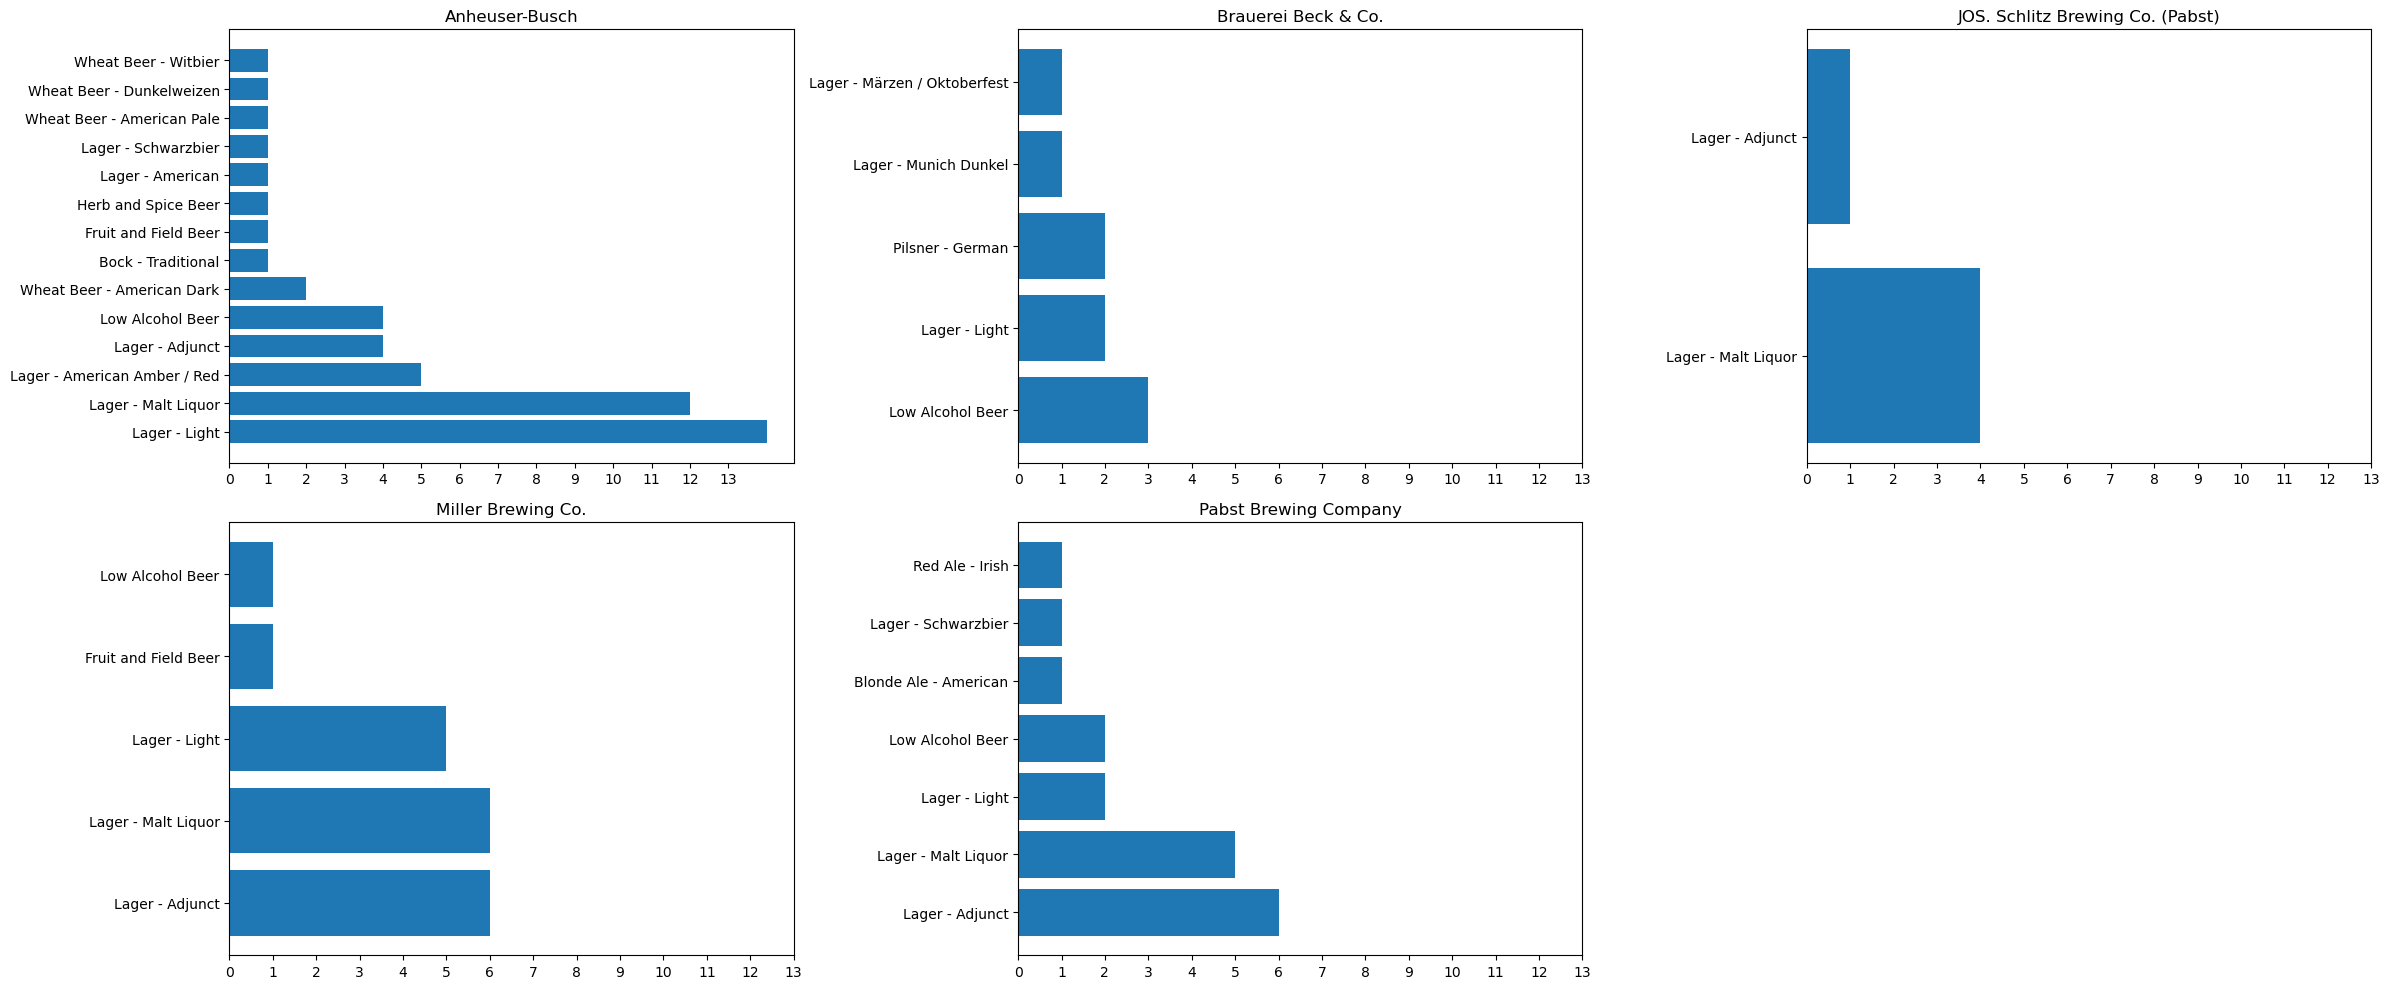 Anheuser-Busch
Wheat Beer - Witbier
Wheat Beer - Dunkelweizen
Wheat Beer - American Pale
Lager - Schwarzbier
Lager - American
Herb and Spice Beer
Fruit and Field Beer
Bock - Traditional
Wheat Beer - American Dark
Low Alcohol Beer
Lager - Adjunct
Lager - American Amber / Red
Lager - Malt Liquor
Lager - Light
0 1 2 3 4 5 6 7 8 9 10 11 12 13
Brauerei Beck & Co.
Lager - Märzen / Oktoberfest
Lager - Munich Dunkel
Pilsner - German
Lager - Light
Low Alcohol Beer
0 1 2 3 4 5 6 7 8 9 10 11 12 13
JOS. Schlitz Brewing Co. (Pabst)
Lager - Adjunct
Lager - Malt Liquor
0 1 2 3 4 5 6 7 8 9 10 11 12 13
Miller Brewing Co.
Low Alcohol Beer
Fruit and Field Beer
Lager - Light
Lager - Malt Liquor
Lager - Adjunct
0 1 2 3 4 5 6 7 8 9 10 11 12 13
Pabst Brewing Company
Red Ale - Irish
Lager - Schwarzbier
Blonde Ale - American
Low Alcohol Beer
Lager - Light
Lager - Malt Liquor
Lager - Adjunct
0 1 2 3 4 5 6 7 8 9 10 11 12 13